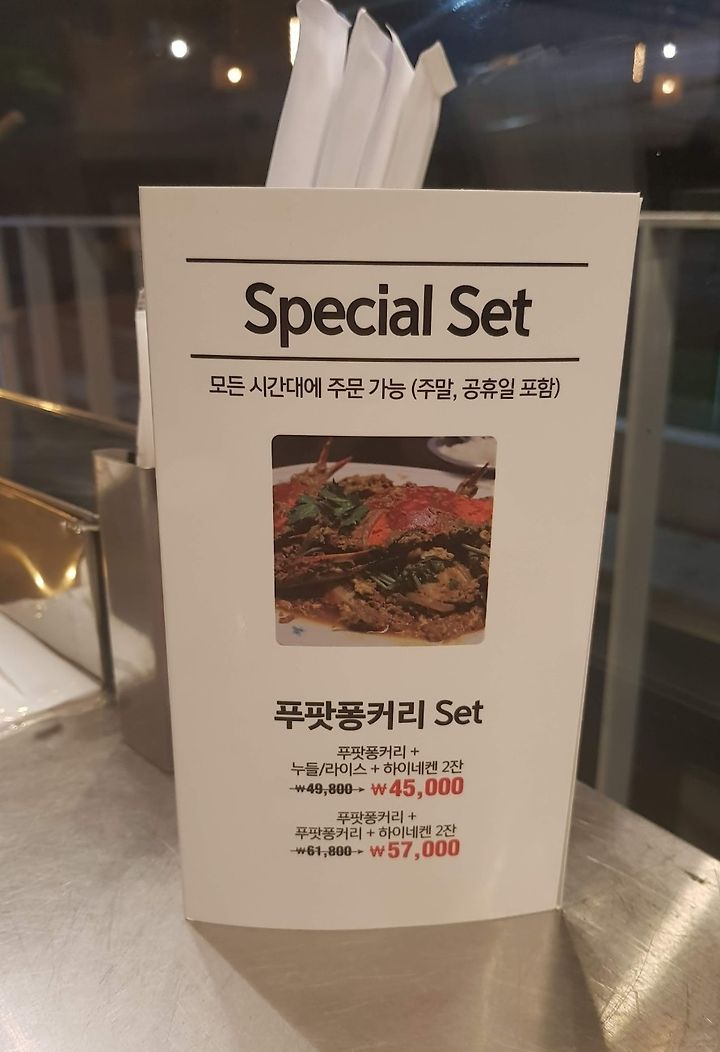 Special Set
모든 시간대에 주문 가능 (주말, 공휴일 포함)
푸팟퐁커리 Set
푸팟퐁커리 +
누들/라이스 + 하이네켄 2잔
₩49,800→ ₩45,000
푸팟퐁커리 +
푸팟퐁커리 + 하이네켄 2잔
₩61,800→ ₩57,000